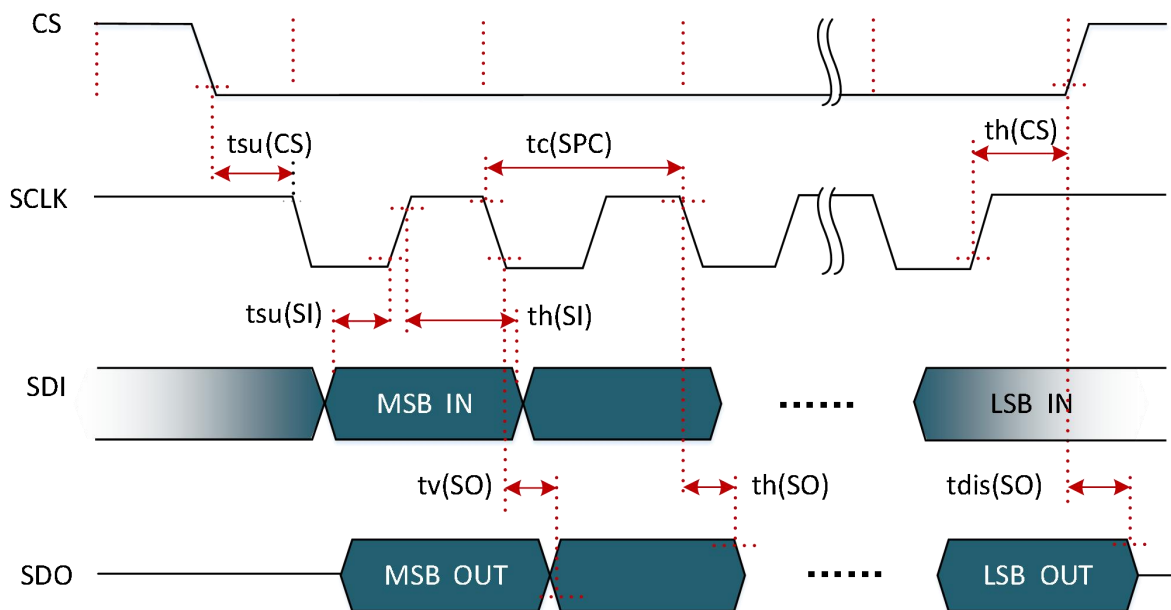 CS
tsu(CS)
tc(SPC)
th(CS)
SCLK
tsu(SI)
th(SI)
SDI
MSB IN
......
LSB IN
tv(SO)
th(SO)
tdis(SO)
SDO
MSB OUT
......
LSB OUT